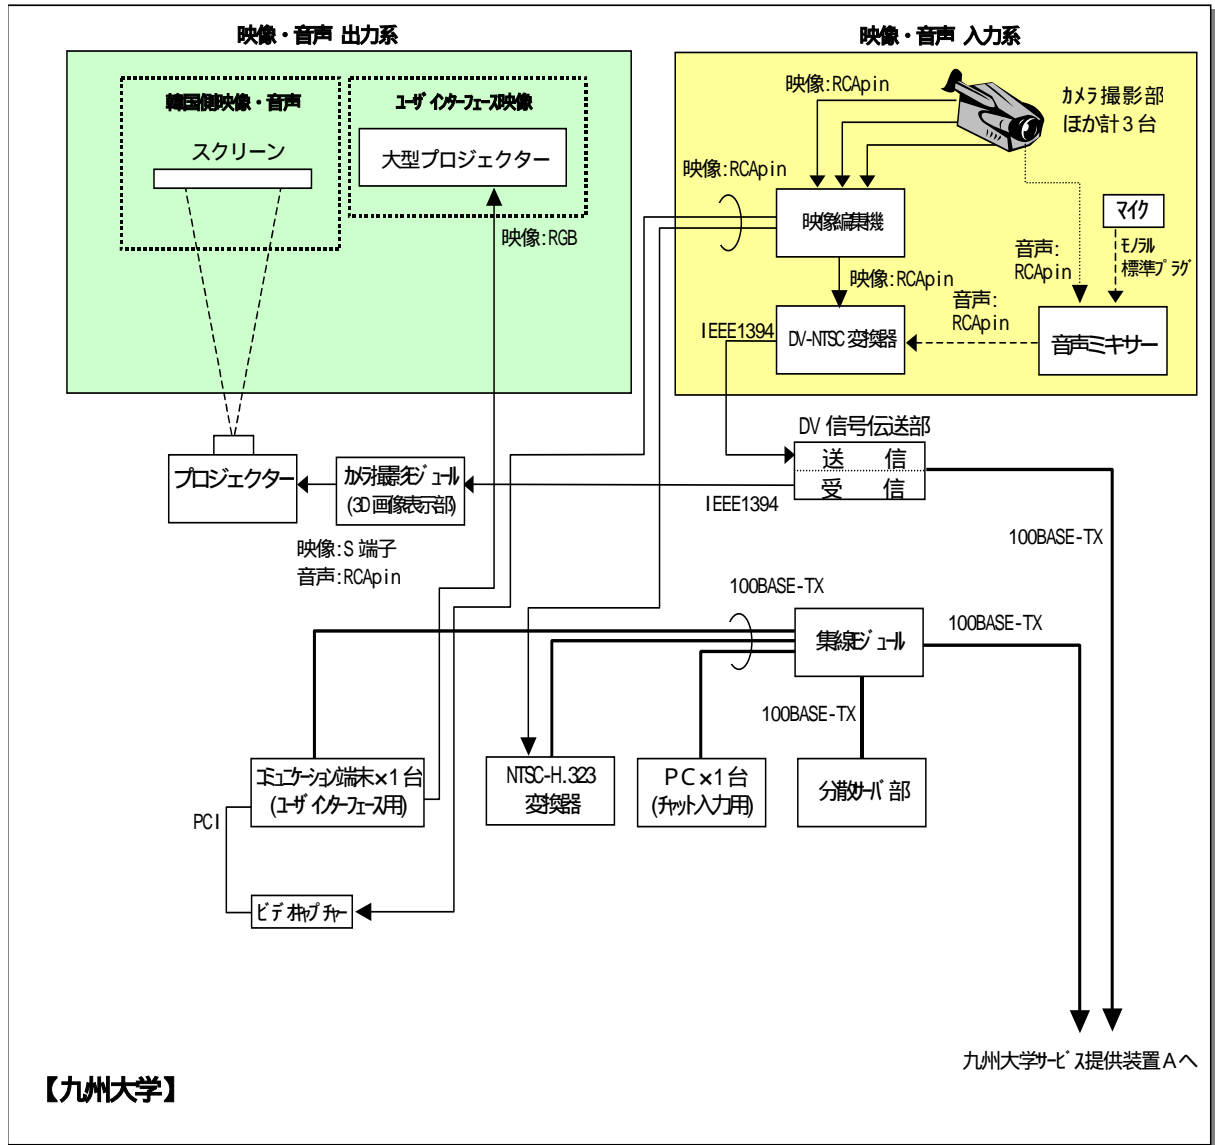 映像・音声 出力系
映像・音声 入力系
韓国側映像・音声
ユーザインターフェース映像
スクリーン
大型プロジェクター
映像:RGB
映像:RCApin
カメラ撮影部
ほか計3台
映像:RCApin
映像編集機
マイク
モノラル
標準プラグ
音声:
RCApin
映像:RCApin
音声:
RCApin
IEEE1394
DV-NTSC変換器
音声ミキサー
DV信号伝送部
送 信
受 信
プロジェクター
カメラ撮影モジュール
(3D画像表示部)
IEEE1394
映像:S端子
音声:RCApin
100BASE-TX
100BASE-TX
集線モジュール
100BASE-TX
100BASE-TX
コミュニケーション端末×1台
(ユーザインターフェース用)
NTSC-H.323
変換器
PC×1台
(チャット入力用)
分散サーバ部
PCI
ビデオキャプチャー
九州大学サービス提供装置Aへ
【九州大学】